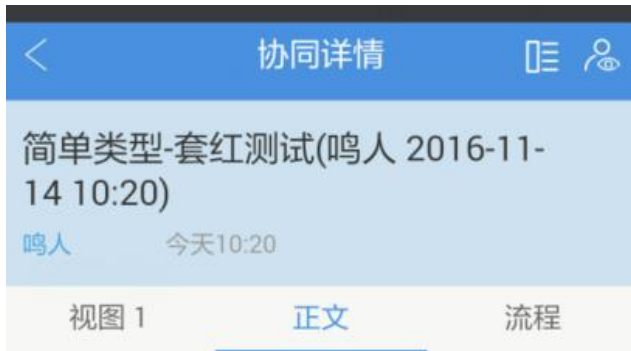 协同详情
简单类型-套红测试(鸣人 2016-11-
14 10:20)
鸣人 今天10:20
视图 1 正文 流程